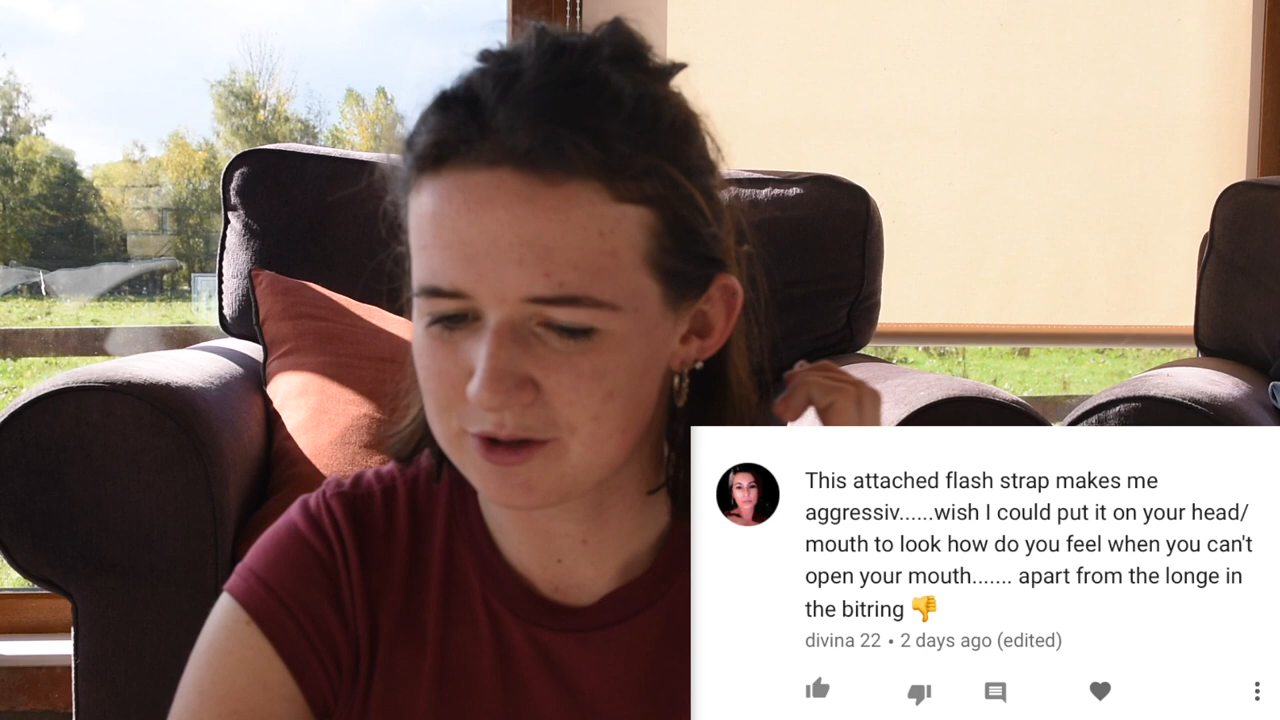 This attached flash strap makes me
aggressiv......wish I could put it on your head/
mouth to look how do you feel when you can't
open your mouth....... apart from the longe in
the bitring 👎
divina 22 • 2 days ago (edited)